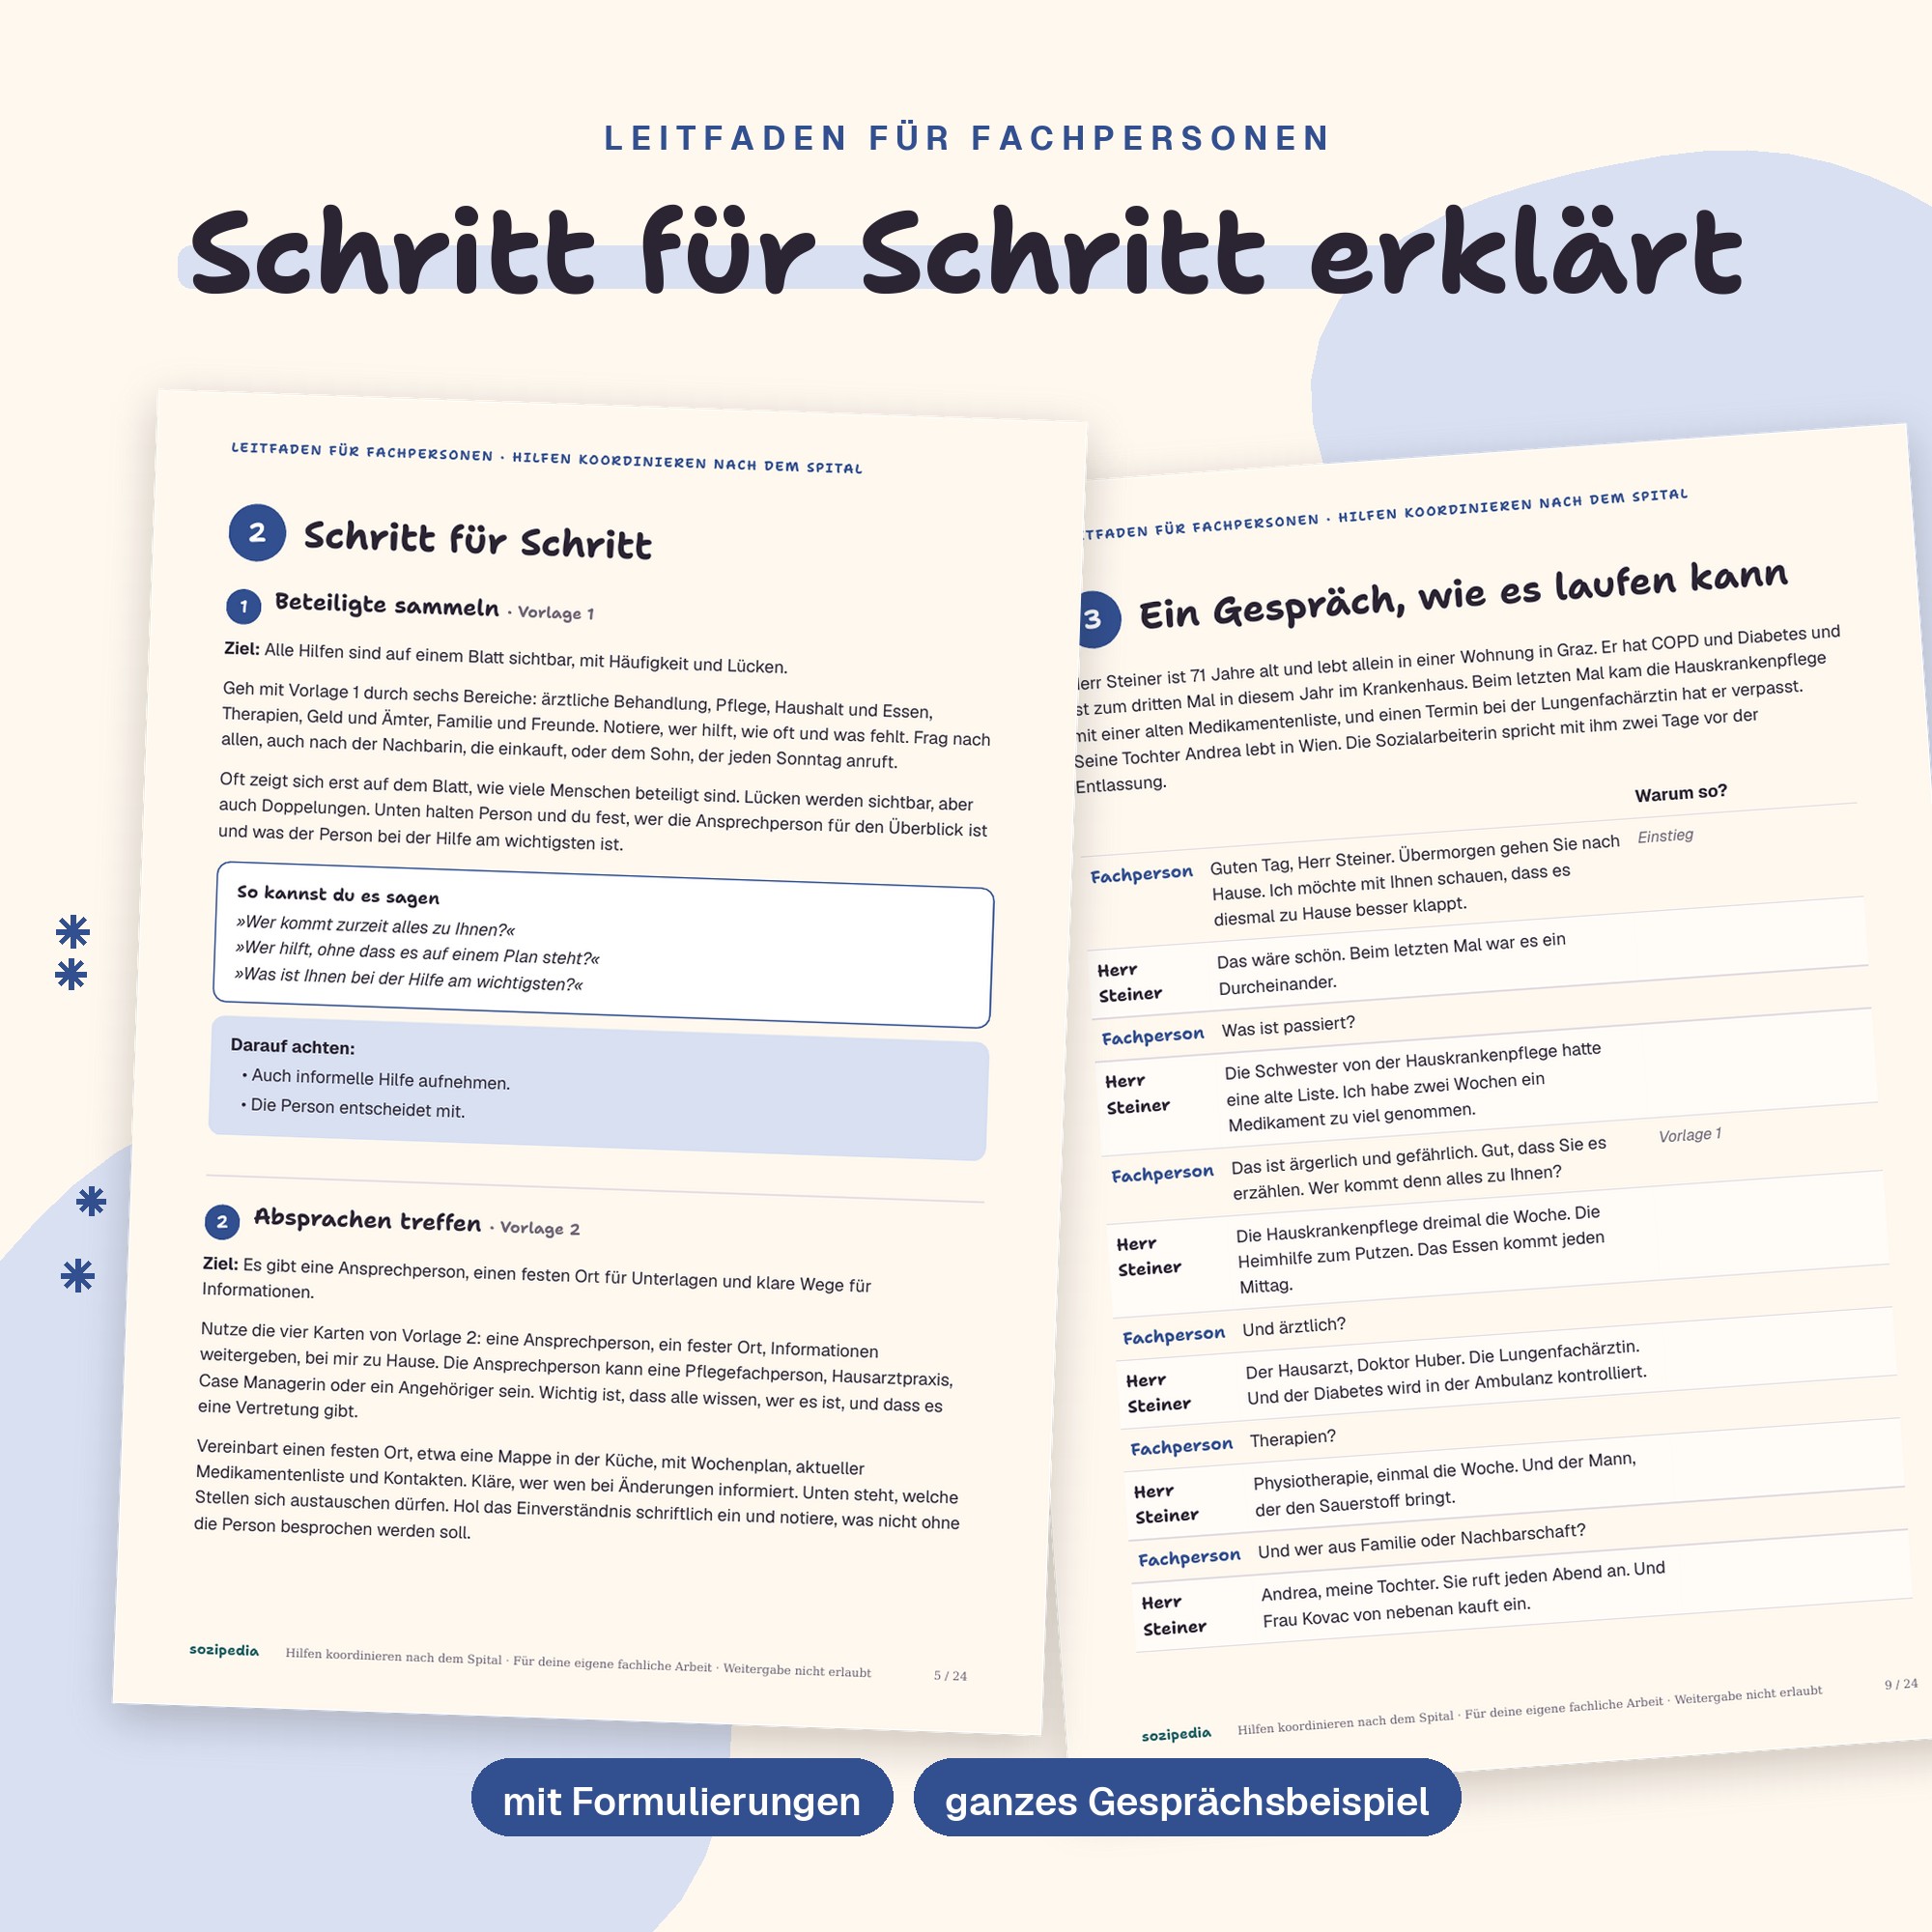 LEITFADEN FÜR FACHPERSONEN
Schritt für Schritt erklärt
LEITFADEN FÜR FACHPERSONEN · HILFEN KOORDINIEREN NACH DEM SPITAL
2 Schritt für Schritt
1 Beteiligte sammeln · Vorlage 1
Ziel: Alle Hilfen sind auf einem Blatt sichtbar, mit Häufigkeit und Lücken.
Geh mit Vorlage 1 durch sechs Bereiche: ärztliche Behandlung, Pflege, Haushalt und Essen,
Therapien, Geld und Ämter, Familie und Freunde. Notiere, wer hilft, wie oft und was fehlt. Frag nach
allen, auch nach der Nachbarin, die einkauft, oder dem Sohn, der jeden Sonntag anruft.
Oft zeigt sich erst auf dem Blatt, wie viele Menschen beteiligt sind. Lücken werden sichtbar, aber
auch Doppelungen. Unten halten Person und du fest, wer die Ansprechperson für den Überblick ist
und was der Person bei der Hilfe am wichtigsten ist.
So kannst du es sagen
»Wer kommt zurzeit alles zu Ihnen?«
»Wer hilft, ohne dass es auf einem Plan steht?«
»Was ist Ihnen bei der Hilfe am wichtigsten?«
Darauf achten:
• Auch informelle Hilfe aufnehmen.
• Die Person entscheidet mit.
2 Absprachen treffen · Vorlage 2
Ziel: Es gibt eine Ansprechperson, einen festen Ort für Unterlagen und klare Wege für
Informationen.
Nutze die vier Karten von Vorlage 2: eine Ansprechperson, ein fester Ort, Informationen
weitergeben, bei mir zu Hause. Die Ansprechperson kann eine Pflegefachperson, Hausarztpraxis,
Case Managerin oder ein Angehöriger sein. Wichtig ist, dass alle wissen, wer es ist, und dass es
eine Vertretung gibt.
Vereinbart einen festen Ort, etwa eine Mappe in der Küche, mit Wochenplan, aktueller
Medikamentenliste und Kontakten. Kläre, wer wen bei Änderungen informiert. Unten steht, welche
Stellen sich austauschen dürfen. Hol das Einverständnis schriftlich ein und notiere, was nicht ohne
die Person besprochen werden soll.
sozipedia Hilfen koordinieren nach dem Spital · Für deine eigene fachliche Arbeit · Weitergabe nicht erlaubt 5 / 24
FÜR FACHPERSONEN · HILFEN KOORDINIEREN NACH DEM SPITAL
3 Ein Gespräch, wie es laufen kann
Steiner ist 71 Jahre alt und lebt allein in einer Wohnung in Graz. Er hat COPD und Diabetes und
zum dritten Mal in diesem Jahr im Krankenhaus. Beim letzten Mal kam die Hauskrankenpflege
mit einer alten Medikamentenliste, und einen Termin bei der Lungenfachärztin hat er verpasst.
Seine Tochter Andrea lebt in Wien. Die Sozialarbeiterin spricht mit ihm zwei Tage vor der
Entlassung.
Warum so?
Fachperson Guten Tag, Herr Steiner. Übermorgen gehen Sie nach Einstieg
Hause. Ich möchte mit Ihnen schauen, dass es
diesmal zu Hause besser klappt.
Herr Das wäre schön. Beim letzten Mal war es ein
Steiner Durcheinander.
Fachperson Was ist passiert?
Herr Die Schwester von der Hauskrankenpflege hatte
Steiner eine alte Liste. Ich habe zwei Wochen ein
Medikament zu viel genommen.
Fachperson Das ist ärgerlich und gefährlich. Gut, dass Sie es Vorlage 1
erzählen. Wer kommt denn alles zu Ihnen?
Herr Die Hauskrankenpflege dreimal die Woche. Die
Steiner Heimhilfe zum Putzen. Das Essen kommt jeden
Mittag.
Fachperson Und ärztlich?
Herr Der Hausarzt, Doktor Huber. Die Lungenfachärztin.
Steiner Und der Diabetes wird in der Ambulanz kontrolliert.
Fachperson Therapien?
Herr Physiotherapie, einmal die Woche. Und der Mann,
Steiner der den Sauerstoff bringt.
Fachperson Und wer aus Familie oder Nachbarschaft?
Herr Andrea, meine Tochter. Sie ruft jeden Abend an. Und
Steiner Frau Kovac von nebenan kauft ein.
sozipedia Hilfen koordinieren nach dem Spital · Für deine eigene fachliche Arbeit · Weitergabe nicht erlaubt 9 / 24
mit Formulierungen
ganzes Gesprächsbeispiel